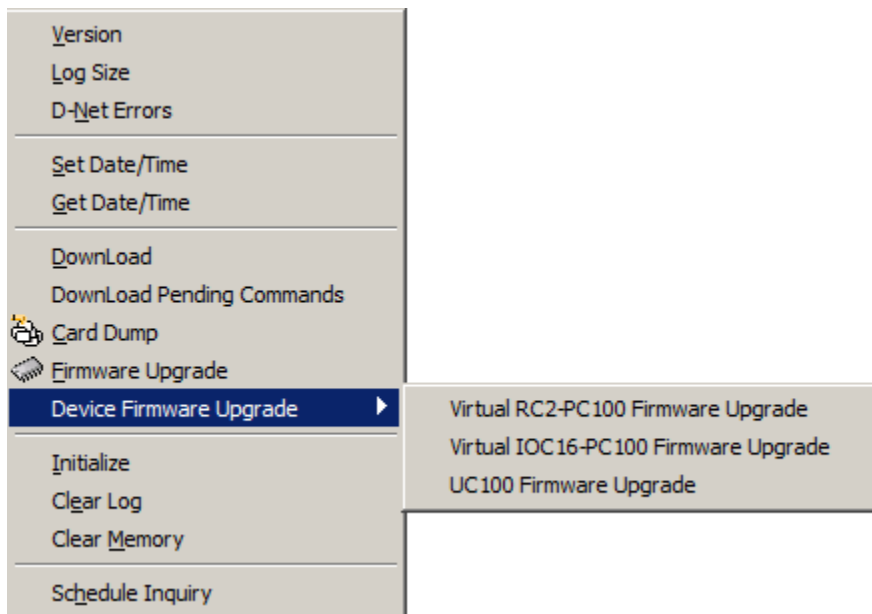 Version
Log Size
D-Net Errors
Set Date/Time
Get Date/Time
DownLoad
DownLoad Pending Commands
Card Dump
Firmware Upgrade
Device Firmware Upgrade
Virtual RC2-PC100 Firmware Upgrade
Virtual IOC16-PC100 Firmware Upgrade
UC100 Firmware Upgrade
Initialize
Clear Log
Clear Memory
Schedule Inquiry